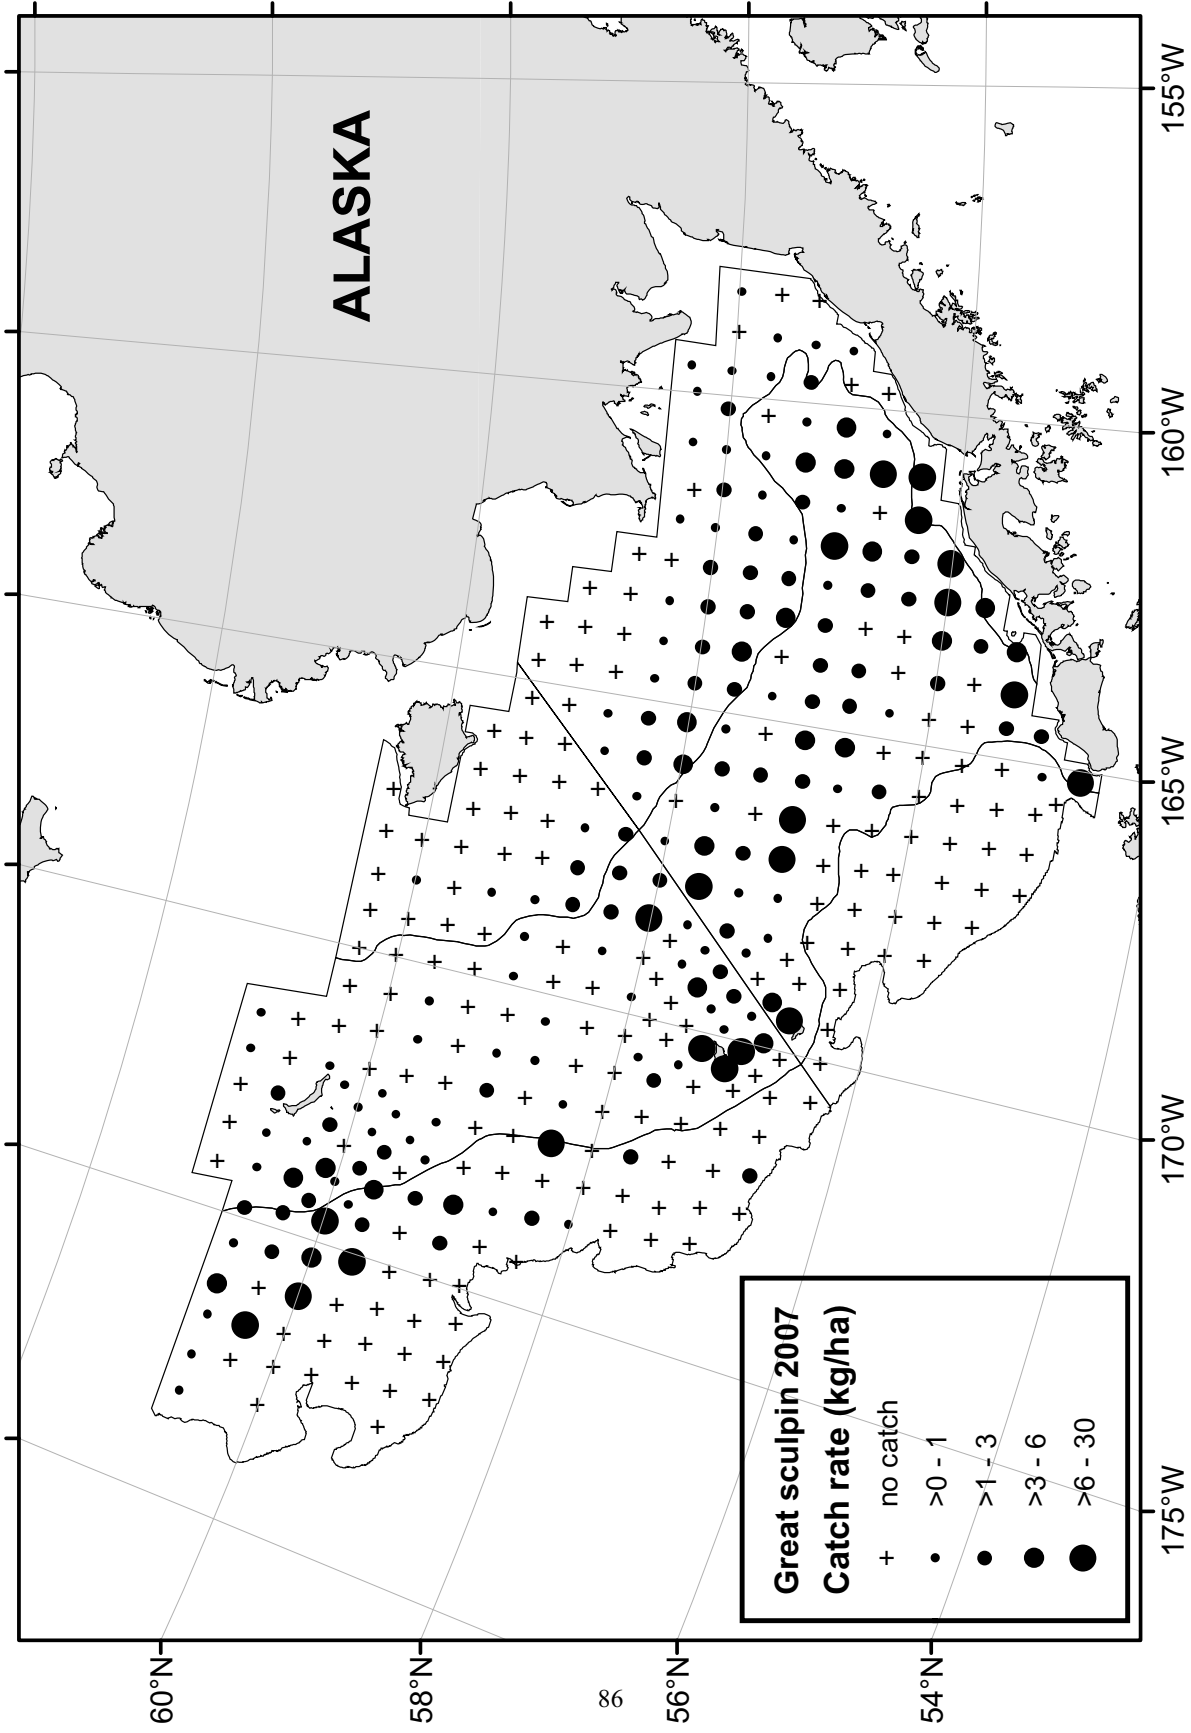 ALASKA
60°N
58°N
56°N
54°N
175°W
170°W
165°W
160°W
155°W
Great sculpin 2007
Catch rate (kg/ha)
no catch
>0 - 1
>1 - 3
>3 - 6
>6 - 30
86